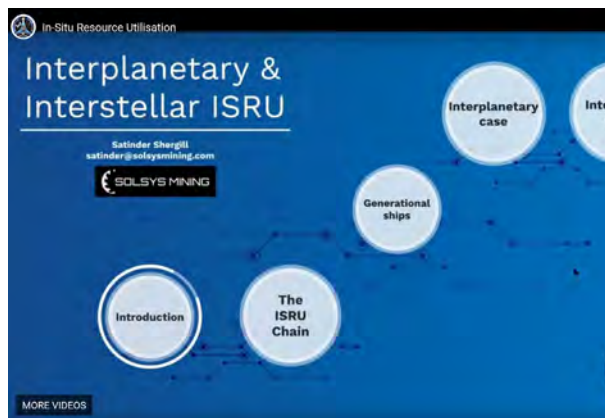 In-Situ Resource Utilisation
Interplanetary &
Interstellar ISRU
Satinder Shergill
satinder@solsysmining.com
SOLSYS MINING
Introduction
The
ISRU
Chain
Generational
ships
Interplanetary
case
Inte
MORE VIDEOS